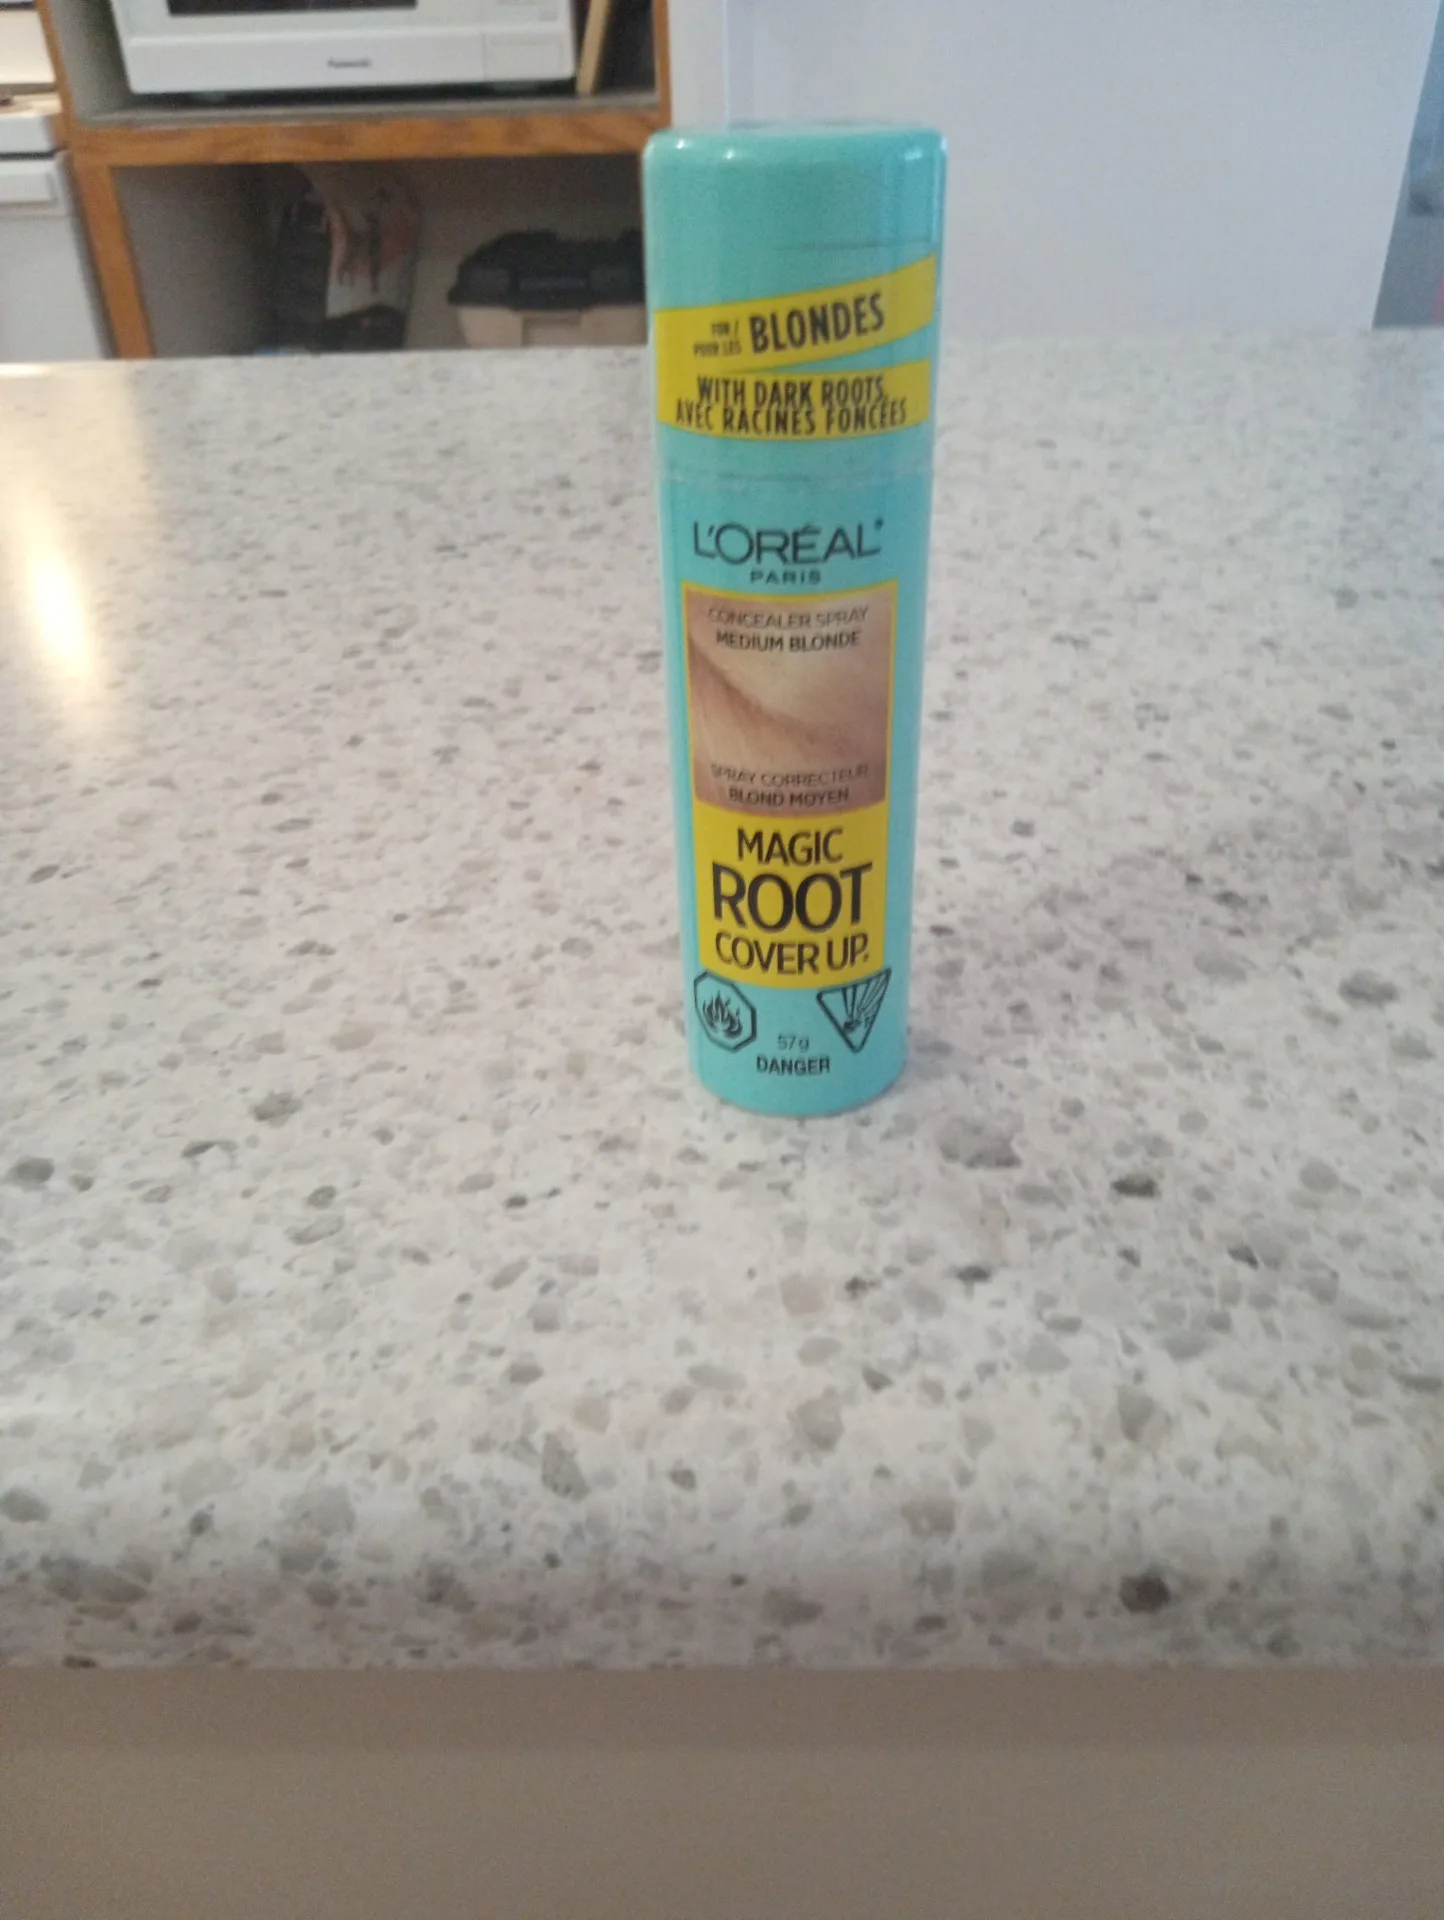 Panasonic
FOR / BLONDES
POUR LES
WITH DARK ROOTS
AVEC RACINES FONCÉES
L'ORÉAL
PARIS
CONCEALER SPRAY
MEDIUM BLONDE
SPRAY CORRECTEUR
BLOND MOYEN
MAGIC
ROOT
COVER UP.
57g
DANGER